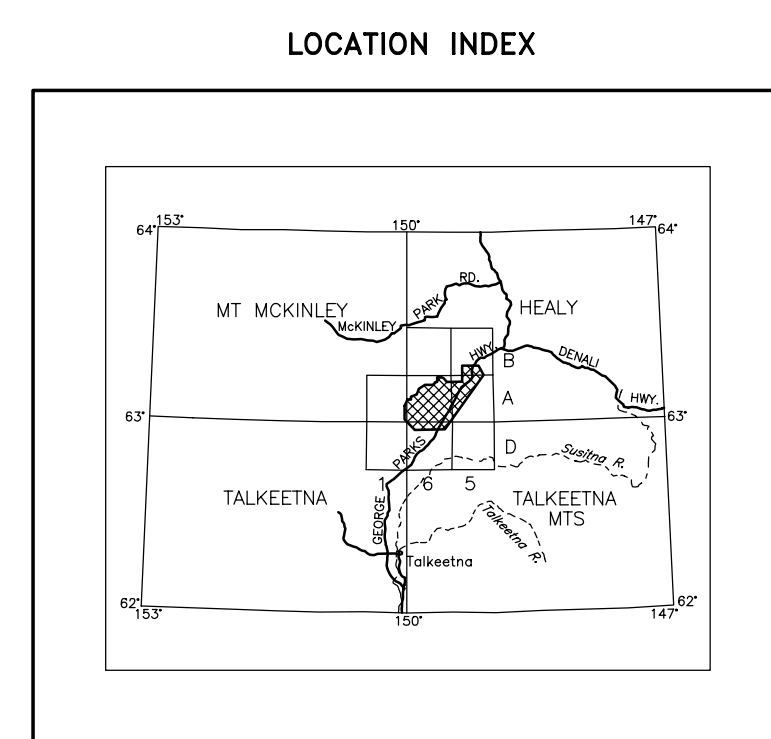 LOCATION INDEX
64° 153° 150° 147° 64°
RD.
PARK
MT MCKINLEY
HEALY
McKINLEY
HWY.
B
DENALI
A
HWY.
63° 63°
PARKS
D
Susitna R.
1 6 5
TALKEETNA
TALKEETNA
MTS
GEORGE
Talkeetna R.
Talkeetna
62° 62°
153° 150° 147°